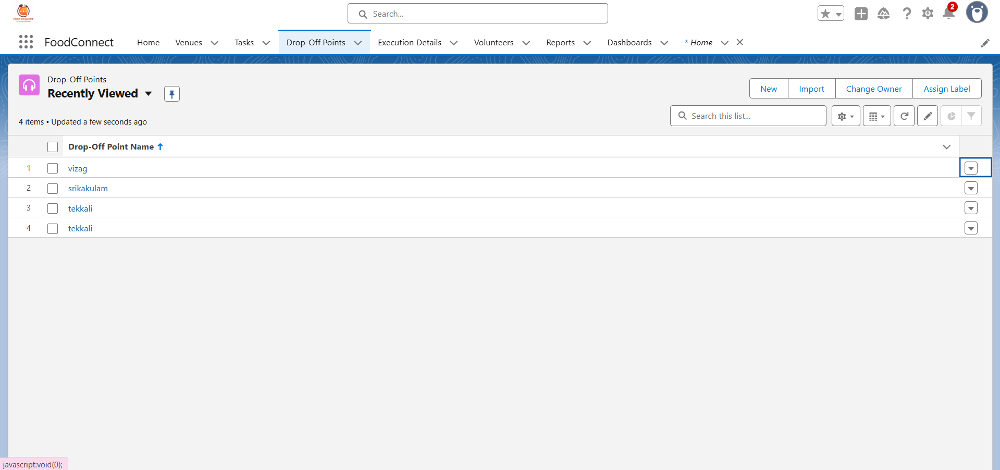 FOOD CONNECT
Search...
2
FoodConnect
Home
Venues
Tasks
Drop-Off Points
Execution Details
Volunteers
Reports
Dashboards
* Home
Drop-Off Points
Recently Viewed
New
Import
Change Owner
Assign Label
4 items • Updated a few seconds ago
Search this list...
Drop-Off Point Name
1 vizag
2 srikakulam
3 tekkali
4 tekkali
javascript:void(0);